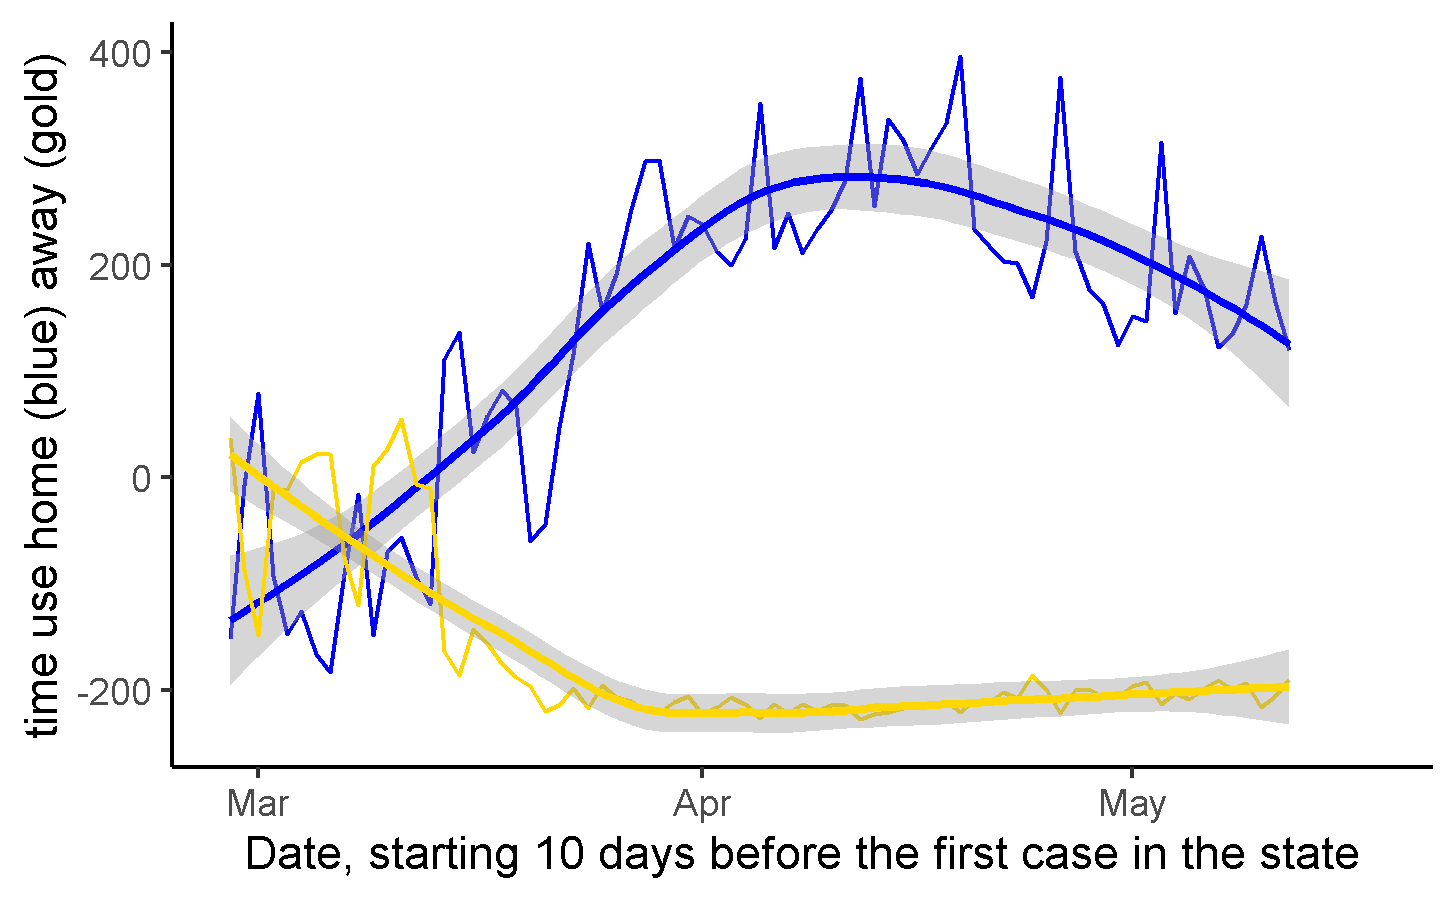 time use home (blue) away (gold)
400
200
0
-200
Mar
Apr
May
Date, starting 10 days before the first case in the state